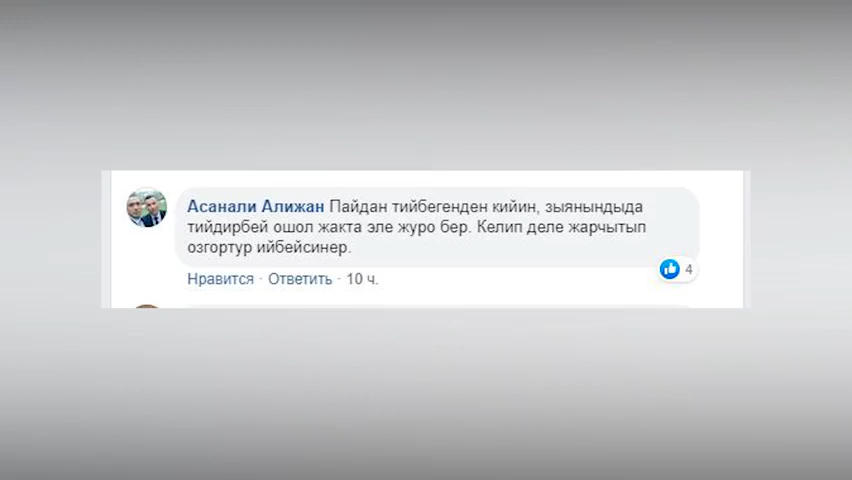 Асанали Алижан Пайдан тийбегенден кийин, зыянындыда
тийдирбей ошол жакта эле журо бер. Келип деле жарчытып
озгортур ийбейсинер.
4
Нравится · Ответить · 10 ч.